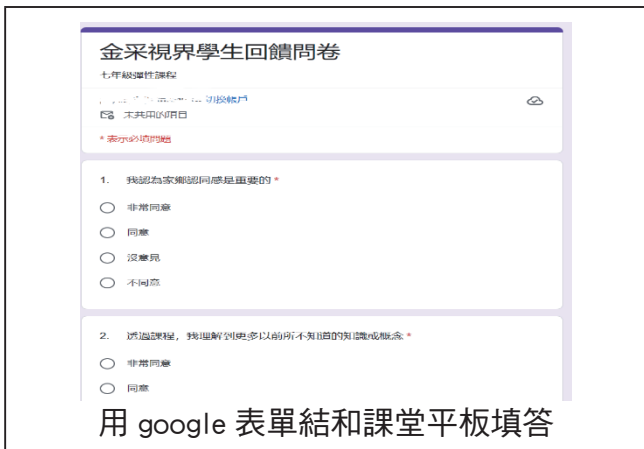 金采視界學生回饋問卷
七年級彈性課程
切換帳戶
未共用的項目
* 表示必填問題
1. 我認為家鄉認同感是重要的 *
非常同意
同意
沒意見
不同意
2. 透過課程，我理解到更多以前所不知道的知識或概念 *
非常同意
同意
用 google 表單結和課堂平板填答